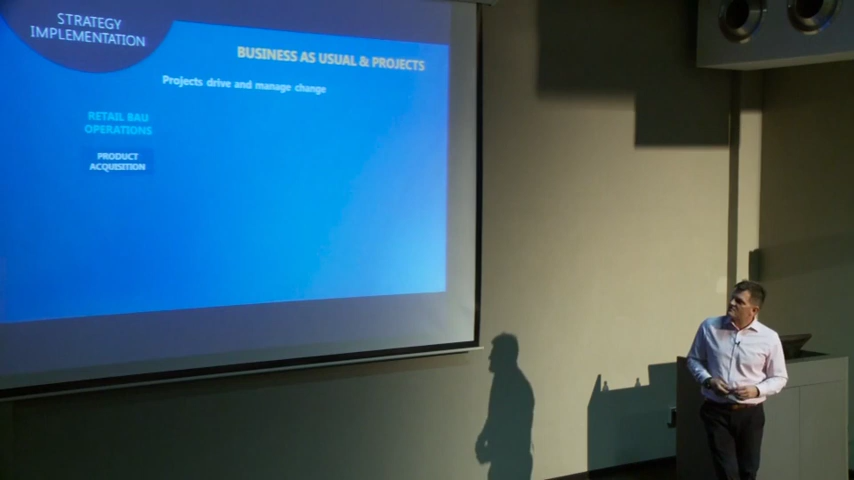 STRATEGY
IMPLEMENTATION
BUSINESS AS USUAL & PROJECTS
Projects drive and manage change
RETAIL BAU
OPERATIONS
PRODUCT
ACQUISITION